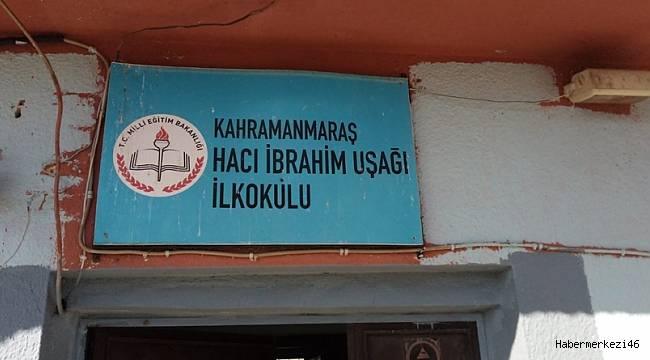 T.C. MİLLİ EĞİTİM BAKANLIĞI
KAHRAMANMARAŞ
HACI İBRAHİM UŞAĞI
İLKOKULU
Habermerkezi46